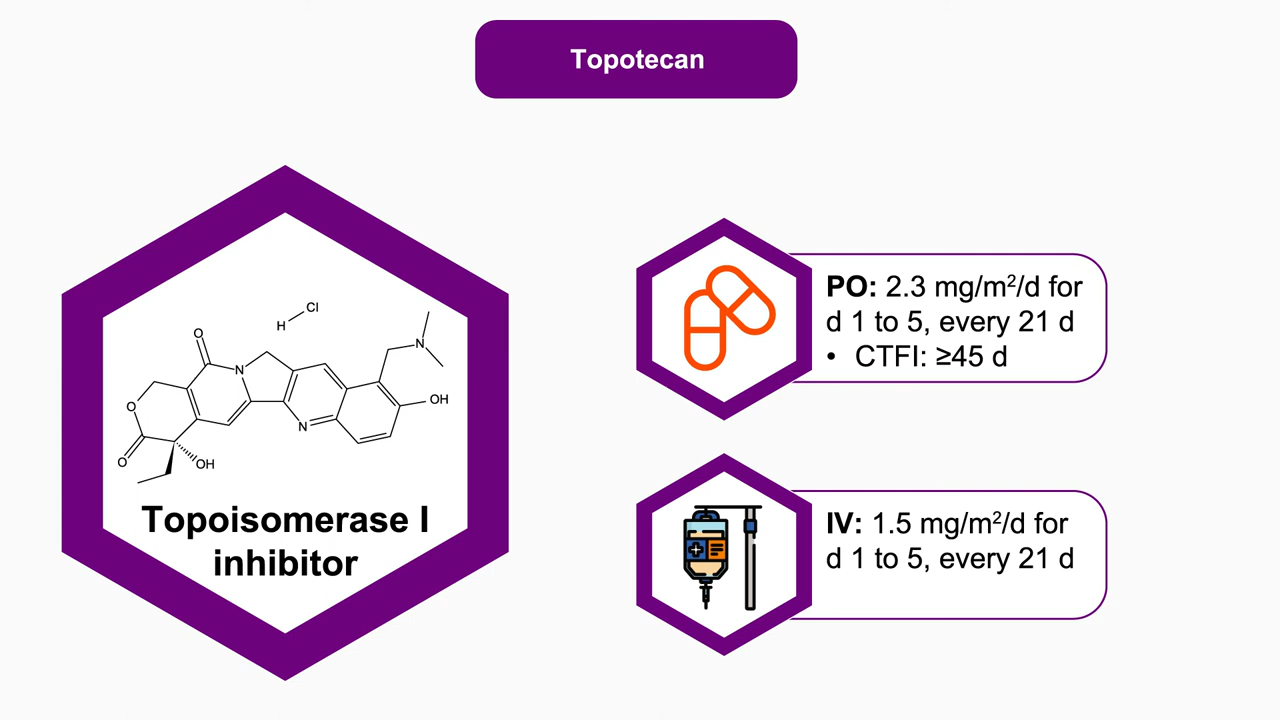 Topotecan
Cl
H
O
N
N
O
N
OH
O
OH
Topoisomerase I
inhibitor
PO: 2.3 mg/m²/d for
d 1 to 5, every 21 d
• CTFI: ≥45 d
IV: 1.5 mg/m²/d for
d 1 to 5, every 21 d